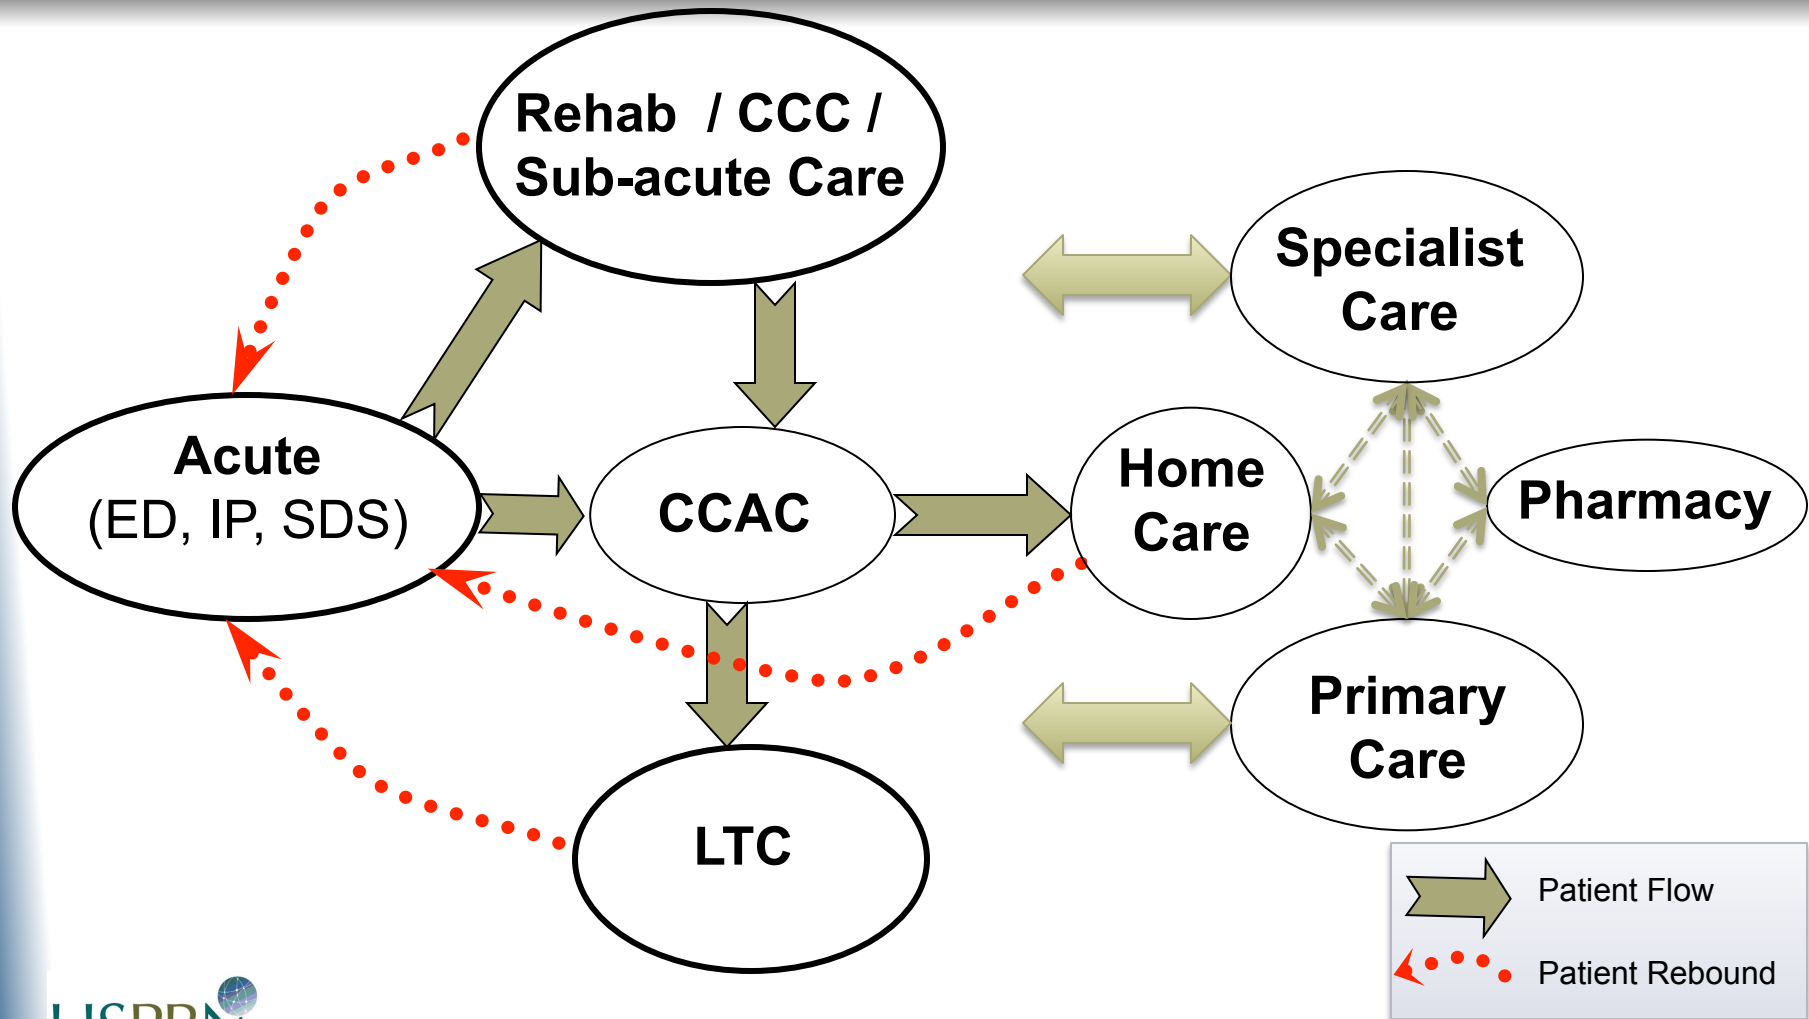 Rehab / CCC /
Sub-acute Care
Specialist
Care
Acute
(ED, IP, SDS)
CCAC
Home
Care
Pharmacy
Primary
Care
LTC
Patient Flow
Patient Rebound